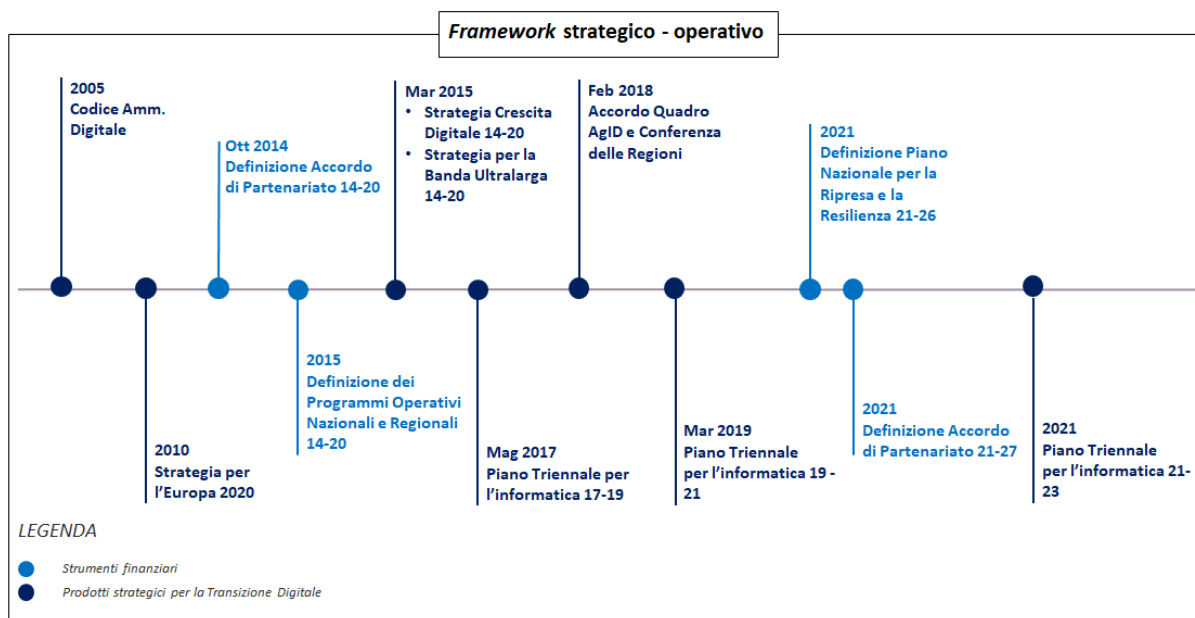 Framework strategico - operativo
2005
Codice Amm.
Digitale
Ott 2014
Definizione Accordo
di Partenariato 14-20
Mar 2015
• Strategia Crescita
Digitale 14-20
• Strategia per la
Banda Ultralarga
14-20
Feb 2018
Accordo Quadro
AgID e Conferenza
delle Regioni
2021
Definizione Piano
Nazionale per la
Ripresa e la
Resilienza 21-26
2010
Strategia per
l’Europa 2020
2015
Definizione dei
Programmi Operativi
Nazionali e Regionali
14-20
Mag 2017
Piano Triennale per
l’informatica 17-19
Mar 2019
Piano Triennale
per l’informatica 19 -
21
2021
Definizione Accordo
di Partenariato 21-27
2021
Piano Triennale
per l’informatica 21-
23
LEGENDA
Strumenti finanziari
Prodotti strategici per la Transizione Digitale